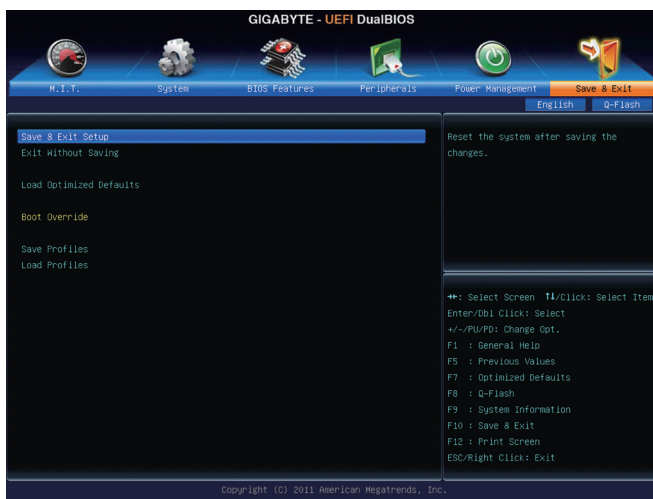 GIGABYTE - UEFI DualBIOS
M.I.T.
System
BIOS Features
Peripherals
Power Management
Save & Exit
English
Q-Flash
Save & Exit Setup
Exit Without Saving
Load Optimized Defaults
Boot Override
Save Profiles
Load Profiles
Reset the system after saving the
changes.
→←: Select Screen ↑↓/Click: Select Item
Enter/Dbl Click: Select
+/-/PU/PD: Change Opt.
F1 : General Help
F5 : Previous Values
F7 : Optimized Defaults
F8 : Q-Flash
F9 : System Information
F10 : Save & Exit
F12 : Print Screen
ESC/Right Click: Exit
Copyright (C) 2011 American Megatrends, Inc.